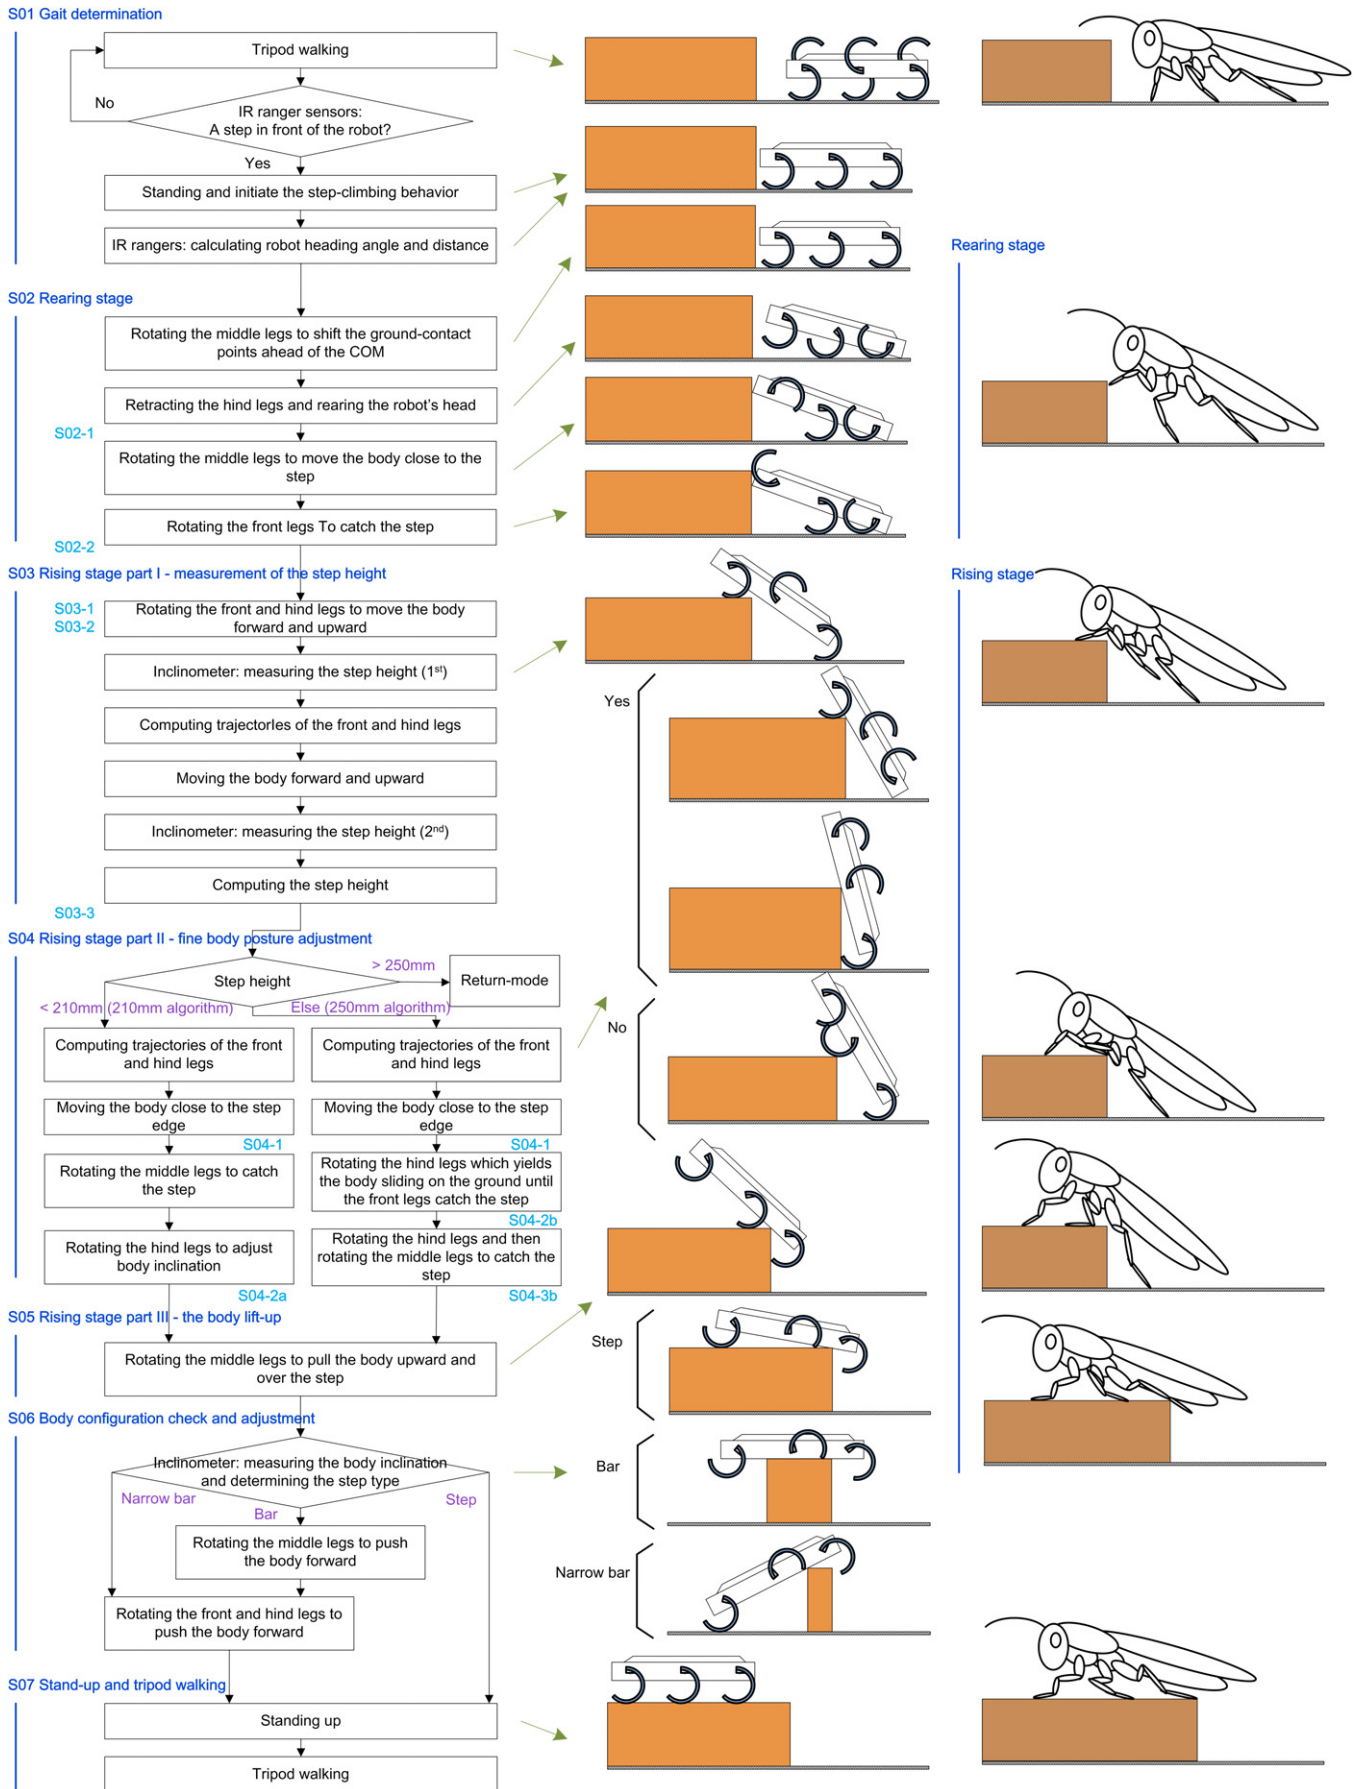 S01 Gait determination
Tripod walking
No
IR ranger sensors:
A step in front of the robot?
Yes
Standing and initiate the step-climbing behavior
IR rangers: calculating robot heading angle and distance
Rearing stage
S02 Rearing stage
Rotating the middle legs to shift the ground-contact
points ahead of the COM
Retracting the hind legs and rearing the robot's head
S02-1
Rotating the middle legs to move the body close to the
step
Rotating the front legs To catch the step
S02-2
S03 Rising stage part I - measurement of the step height
Rising stage
S03-1
S03-2
Rotating the front and hind legs to move the body
forward and upward
Inclinometer: measuring the step height (1st)
Yes
Computing trajectorles of the front and hind legs
Moving the body forward and upward
Inclinometer: measuring the step height (2nd)
Computing the step height
S03-3
S04 Rising stage part II - fine body posture adjustment
> 250mm
Step height
Return-mode
< 210mm (210mm algorithm)
Else (250mm algorithm)
No
Computing trajectories of the front
and hind legs
Computing trajectories of the front
and hind legs
Moving the body close to the step
edge
Moving the body close to the step
edge
S04-1
S04-1
Rotating the middle legs to catch
the step
Rotating the hind legs which yields
the body sliding on the ground until
the front legs catch the step
S04-2b
Rotating the hind legs to adjust
body inclination
Rotating the hind legs and then
rotating the middle legs to catch the
step
S04-2a
S04-3b
S05 Rising stage part III - the body lift-up
Step
Rotating the middle legs to pull the body upward and
over the step
S06 Body configuration check and adjustment
Inclinometer: measuring the body inclination
and determining the step type
Bar
Narrow bar
Step
Bar
Rotating the middle legs to push
the body forward
Narrow bar
Rotating the front and hind legs to
push the body forward
S07 Stand-up and tripod walking
Standing up
Tripod walking